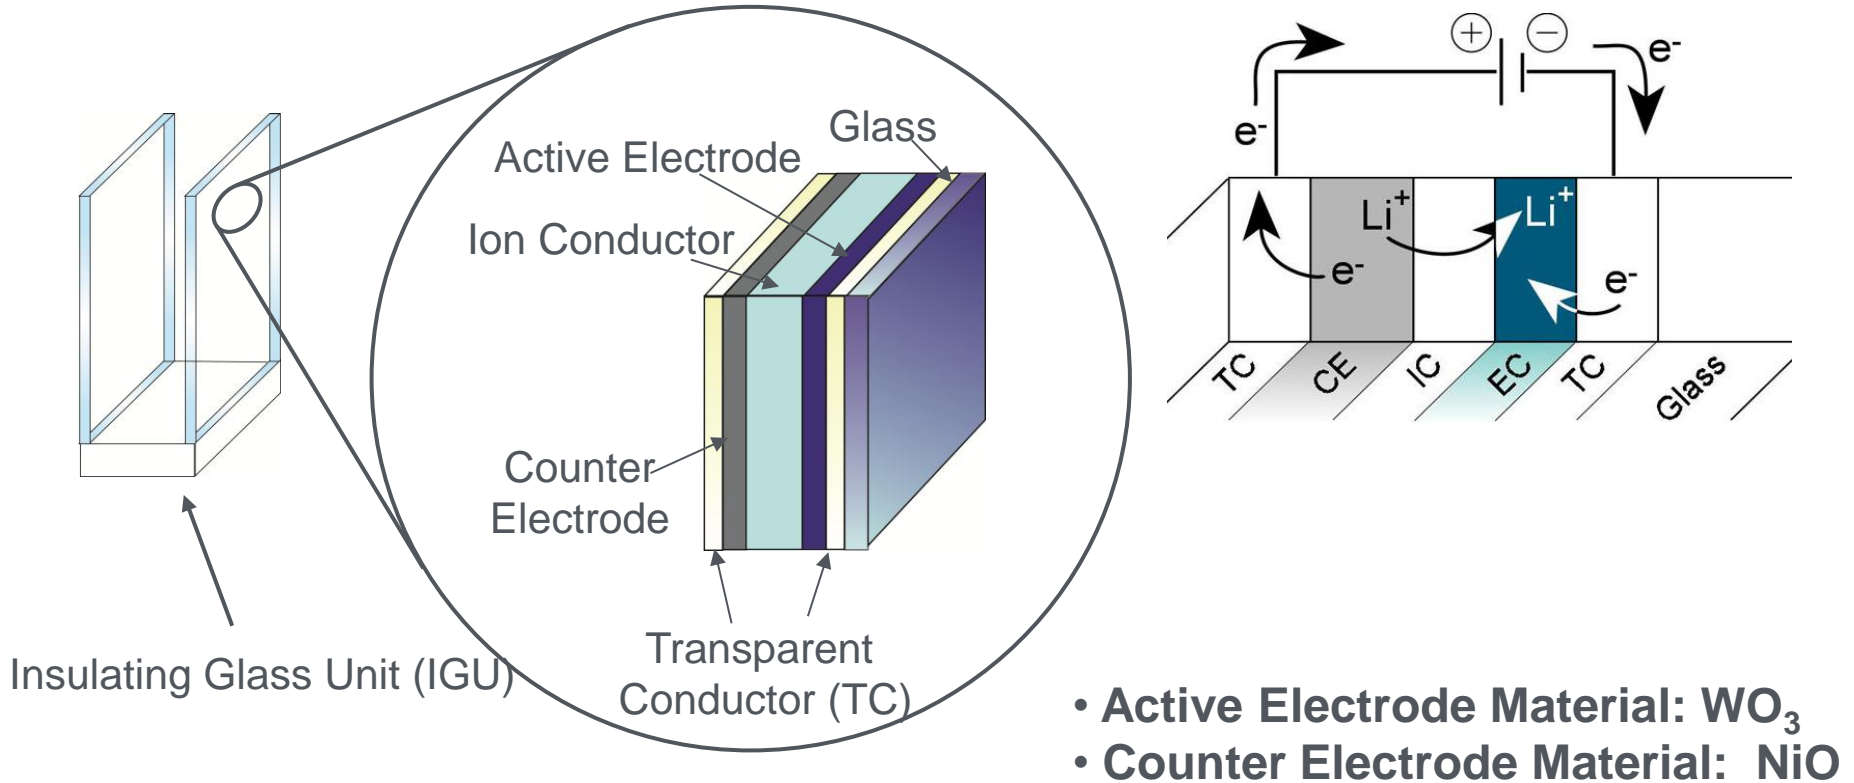 Glass
Active Electrode
Ion Conductor
Counter
Electrode
Transparent
Conductor (TC)
Insulating Glass Unit (IGU)
+ −
e-
e-
Li+
Li+
e-
e-
TC
CE
IC
EC
TC
Glass
• Active Electrode Material: WO3
• Counter Electrode Material: NiO